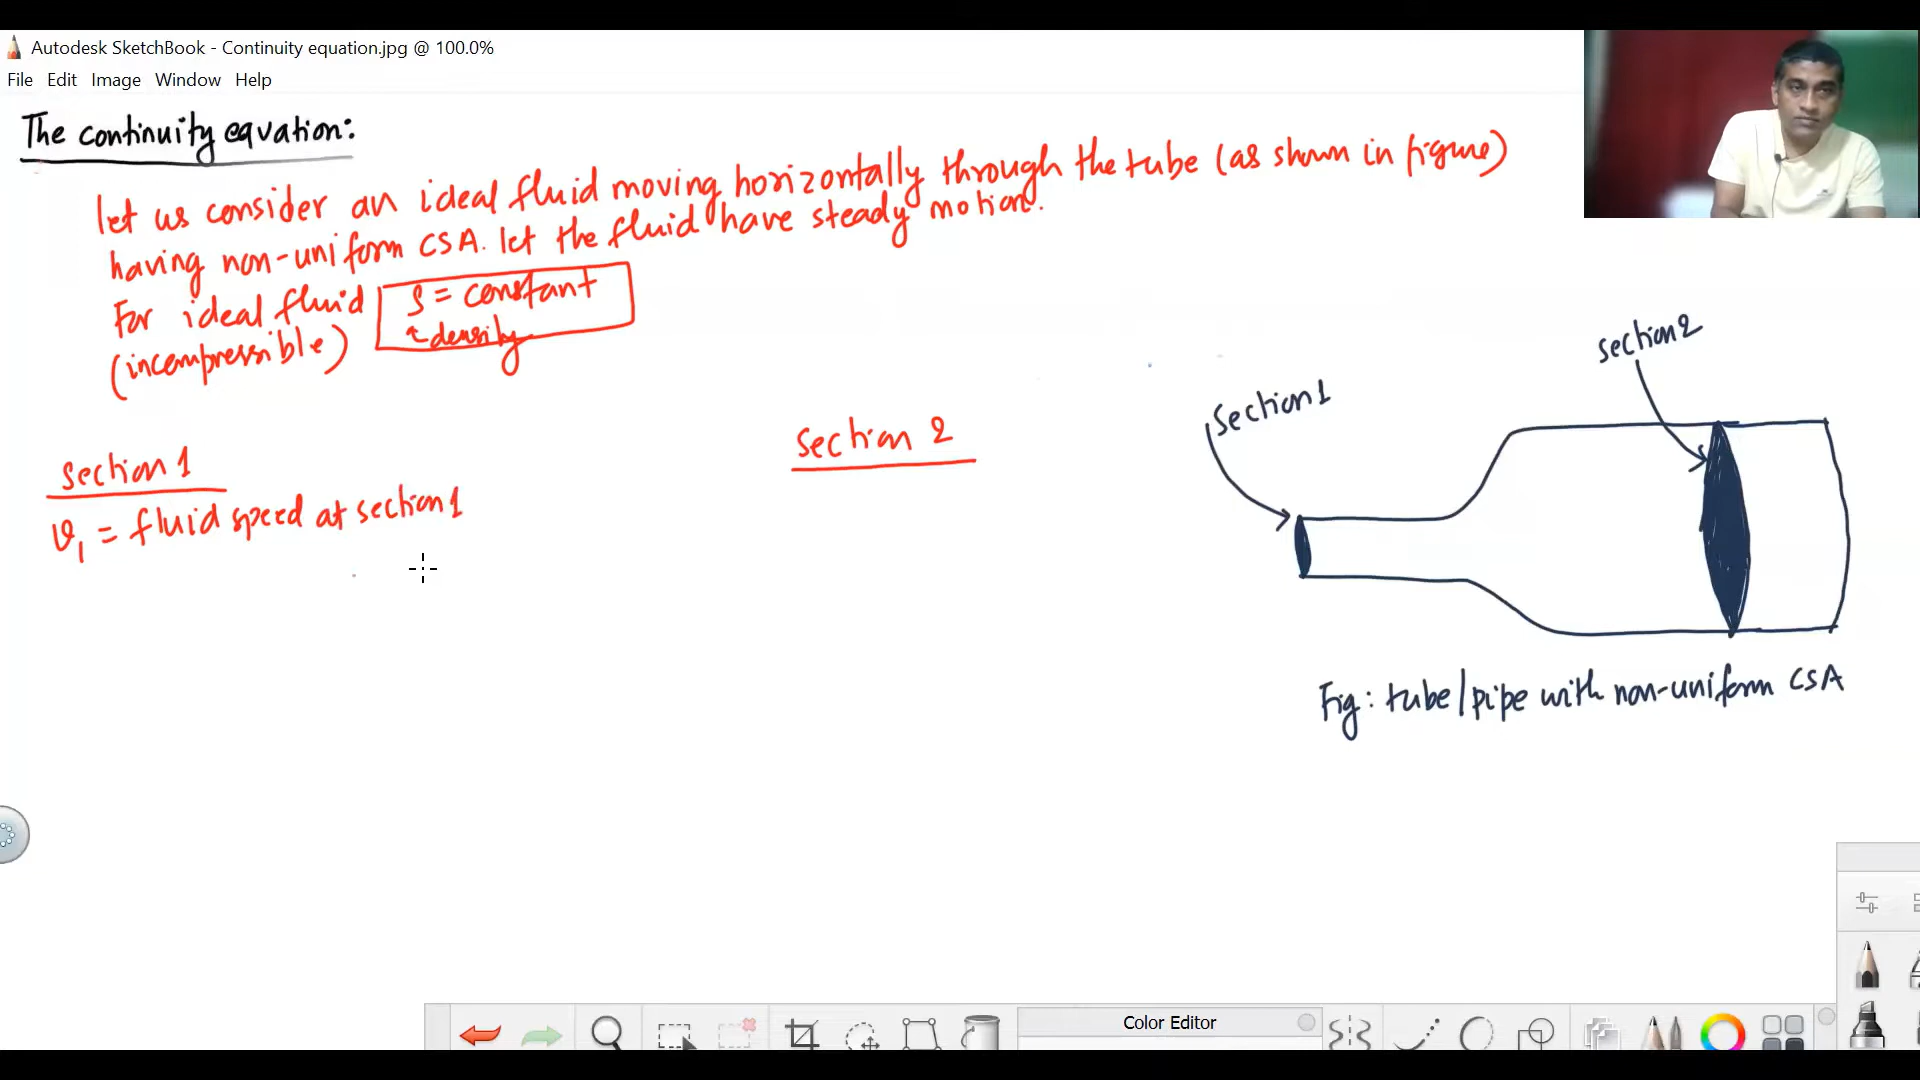 Autodesk SketchBook - Continuity equation.jpg @ 100.0%
File Edit Image Window Help
The continuity equation:
let us consider an ideal fluid moving horizontally through the tube (as shown in figure)
having non-uniform CSA. let the fluid have steady motion.
For ideal fluid
(incompressible)
ρ = constant
density
section 1
v₁ = fluid speed at section 1
section 2
section 1
section 2
Fig: tube/pipe with non-uniform CSA
Color Editor